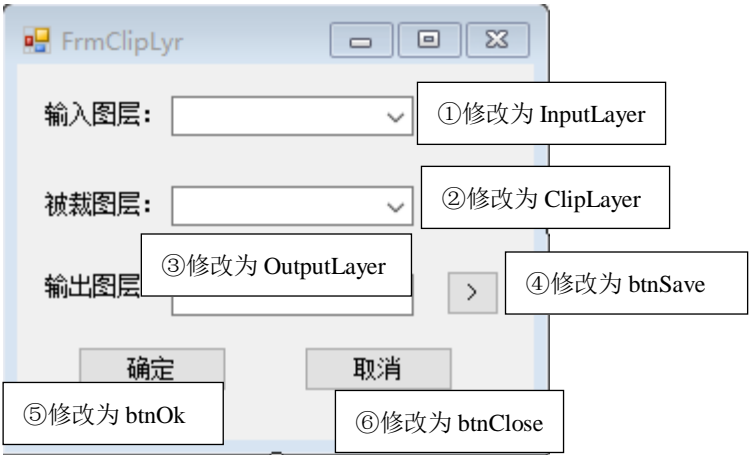 FrmClipLyr
输入图层：
①修改为 InputLayer
被裁图层：
②修改为 ClipLayer
③修改为 OutputLayer
输出图层
>
④修改为 btnSave
确定
取消
⑤修改为 btnOk
⑥修改为 btnClose